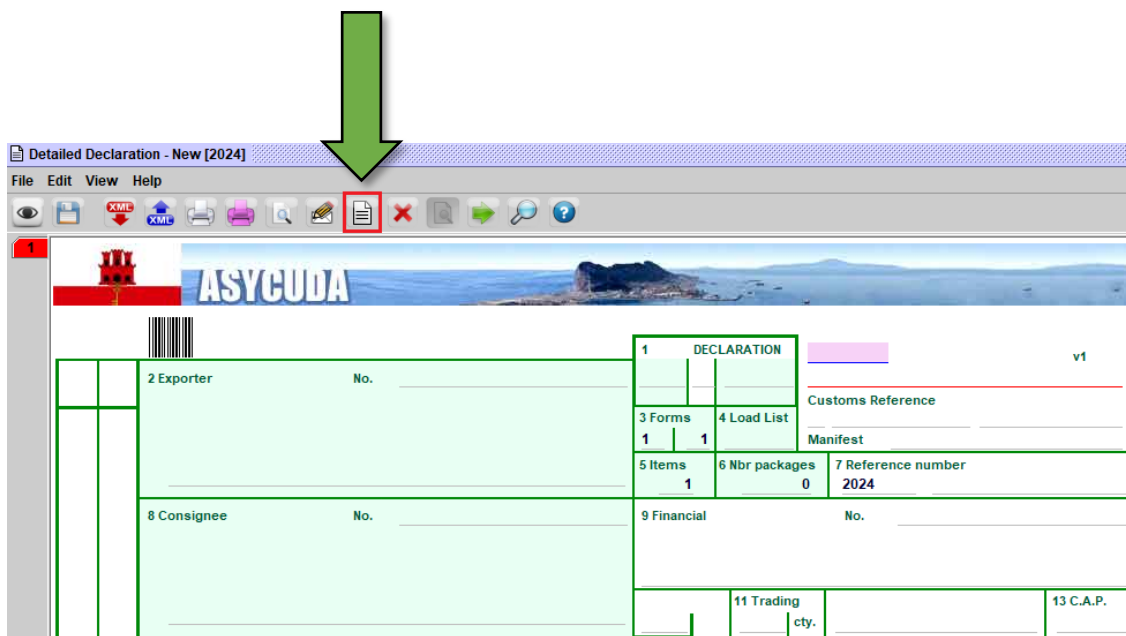 Detailed Declaration - New [2024]
File Edit View Help
XML XML
1
ASYCUDA
1 DECLARATION
v1
2 Exporter No.
Customs Reference
3 Forms 4 Load List
1 1 Manifest
5 Items 6 Nbr packages 7 Reference number
1 0 2024
8 Consignee No. 9 Financial No.
11 Trading 13 C.A.P.
cty.